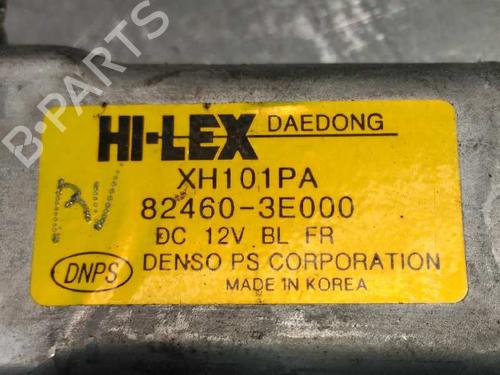 HI-LEX DAEDONG
XH101PA
82460-3E000
DC 12V BL FR
DNPS DENSO PS CORPORATION
MADE IN KOREA
B-PARTS